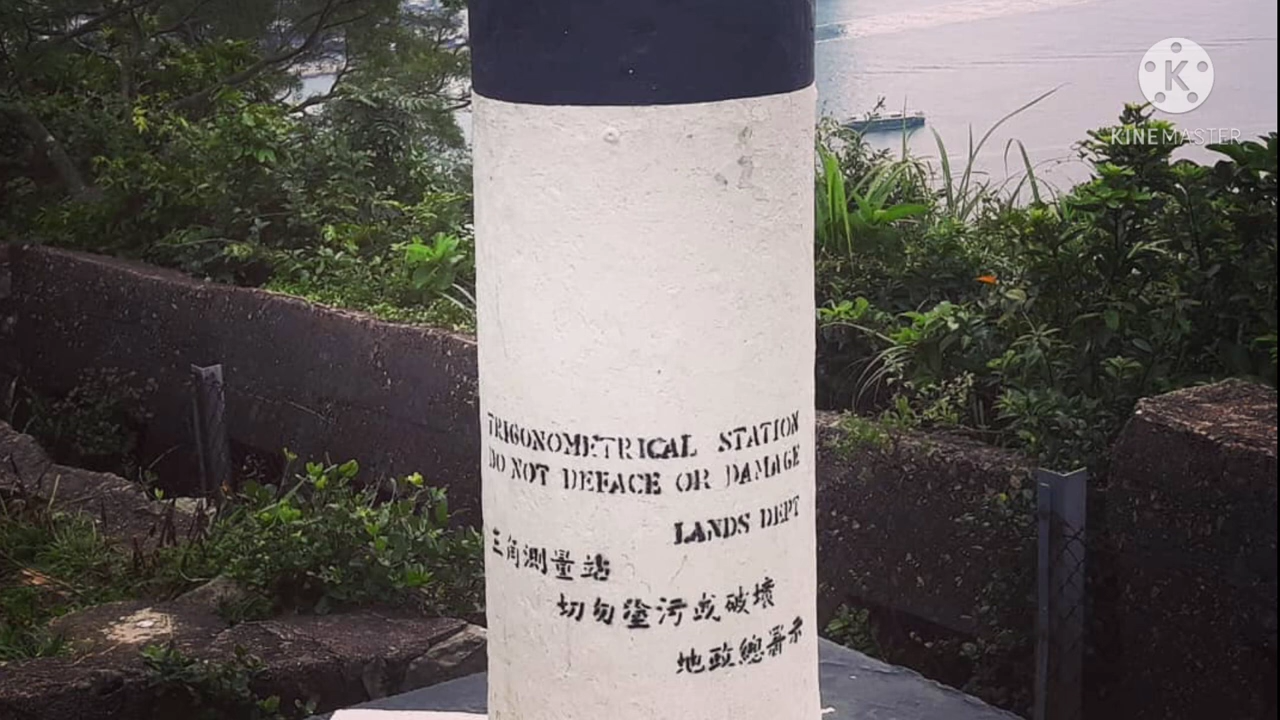 KINEMASTER
TRIGONOMETRICAL STATION
DO NOT DEFACE OR DAMAGE
LANDS DEPT
三角測量站
切勿塗污或破壞
地政總署示